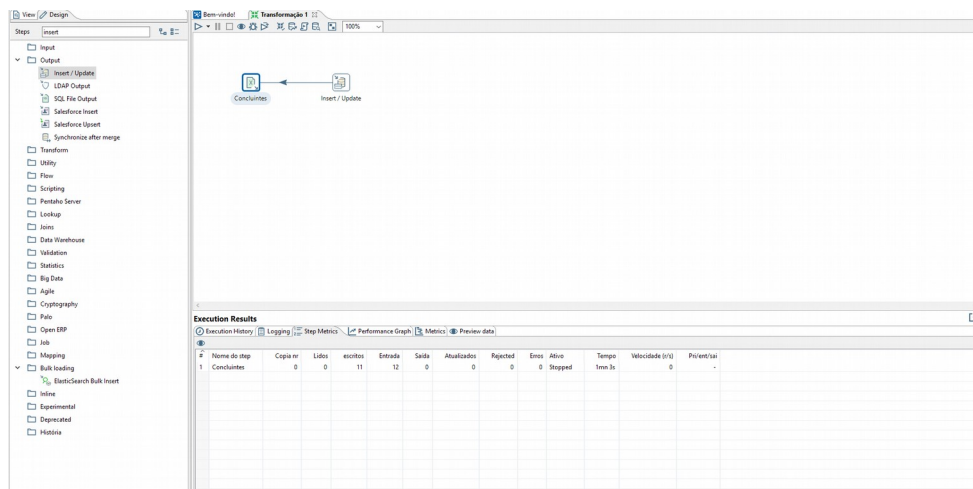 View Design
Steps insert
Input
Output
Insert / Update
LDAP Output
SQL File Output
Salesforce Insert
Salesforce Upsert
Synchronize after merge
Transform
Utility
Flow
Scripting
Pentaho Server
Lookup
Joins
Data Warehouse
Validation
Statistics
Big Data
Agile
Cryptography
Palo
Open ERP
Job
Mapping
Bulk loading
ElasticSearch Bulk Insert
Inline
Experimental
Deprecated
História
Bem-vindo! Transformação 1
100%
Concluintes Insert / Update
Execution Results
Execution History Logging Step Metrics Performance Graph Metrics Preview data
# Nome do step Copia nr Lidos escritos Entrada Saída Atualizados Rejected Erros Ativo Tempo Velocidade (r/s) Pri/ent/sai
1 Concluintes 0 0 11 12 0 0 0 0 Stopped 1mn 3s 0 -